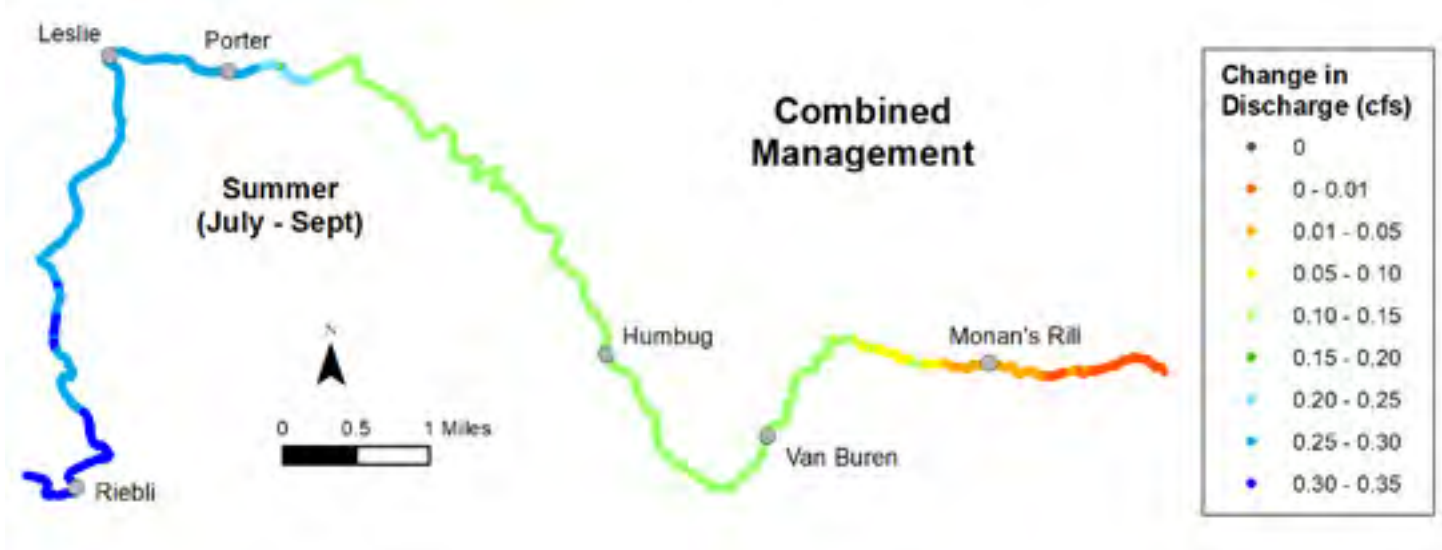 Leslie
Porter
Combined
Management
Summer
(July - Sept)
N
Humbug
Monan's Rill
0 0.5 1 Miles
Van Buren
Riebli
Change in
Discharge (cfs)
0
0 - 0.01
0.01 - 0.05
0.05 - 0.10
0.10 - 0.15
0.15 - 0.20
0.20 - 0.25
0.25 - 0.30
0.30 - 0.35